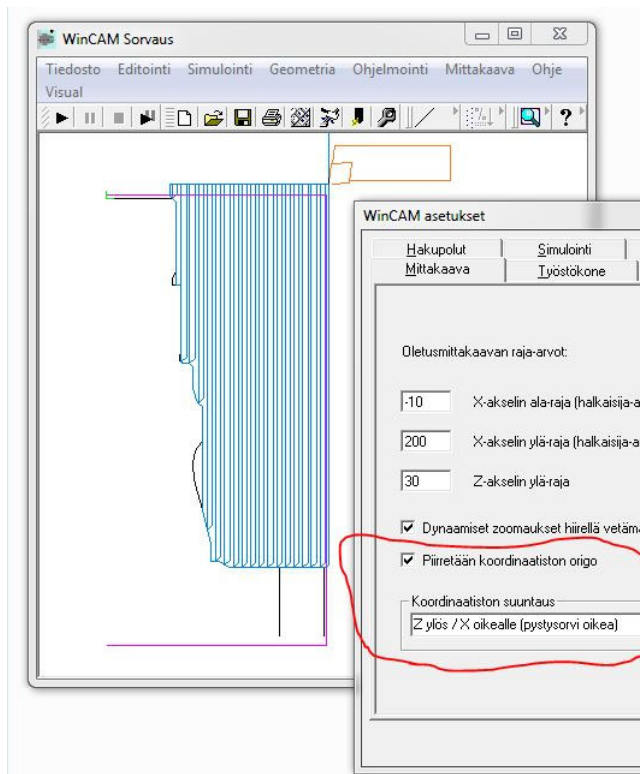 WinCAM Sorvaus
Tiedosto Editointi Simulointi Geometria Ohjelmointi Mittakaava Ohje
Visual
WinCAM asetukset
Hakupolut Simulointi
Mittakaava Työstökone
Oletusmittakaavan raja-arvot:
-10 X-akselin ala-raja (halkaisija-a
200 X-akselin ylä-raja (halkaisija-a
30 Z-akselin ylä-raja
Dynaamiset zoomaukset hiirellä vetäm
Piirretään koordinaatiston origo
Koordinaatiston suuntaus
Z ylös / X oikealle (pystysorvi oikea)